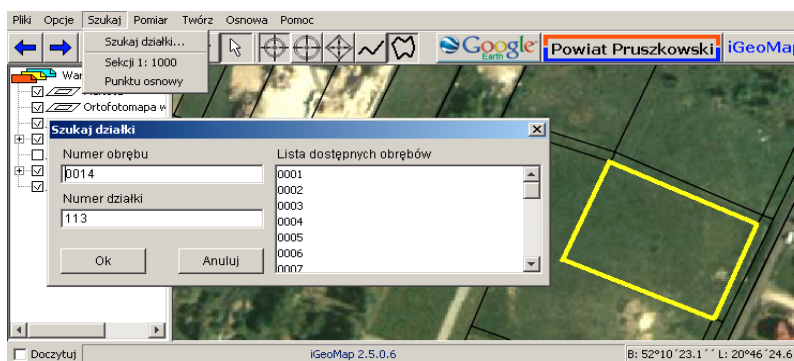 Pliki Opcje Szukaj Pomiar Twórz Osnowa Pomoc
Szukaj działki...
Sekcji 1: 1000
Punktu osnowy
Google
Earth
Powiat Pruszkowski
iGeoMap
War
Ortofotomapa w
Szukaj działki
Numer obrębu
0014
Numer działki
113
Ok Anuluj
Lista dostępnych obrębów
0001
0002
0003
0004
0005
0006
0007
Doczytuj
iGeoMap 2.5.0.6
B: 52°10´23.1´´ L: 20°46´24.6